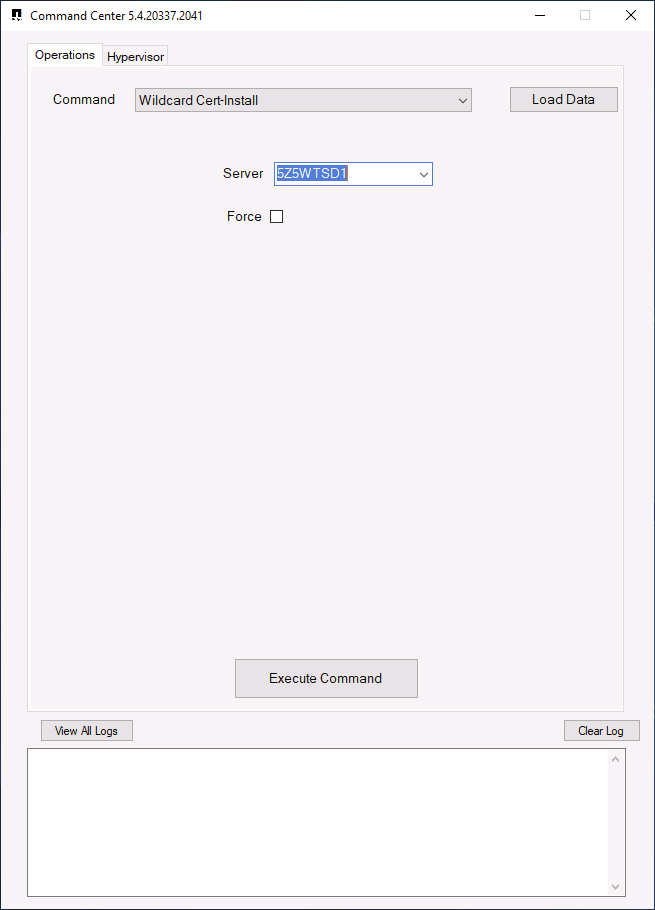 Command Center 5.4.20337.2041
Operations Hypervisor
Command Wildcard Cert-Install Load Data
Server 5Z5WTSD1
Force
Execute Command
View All Logs Clear Log